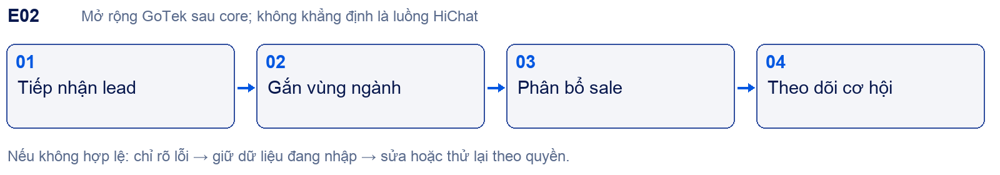 E02 Mở rộng GoTek sau core; không khẳng định là luồng HiChat
01
Tiếp nhận lead
02
Gắn vùng ngành
03
Phân bổ sale
04
Theo dõi cơ hội
Nếu không hợp lệ: chỉ rõ lỗi → giữ dữ liệu đang nhập → sửa hoặc thử lại theo quyền.